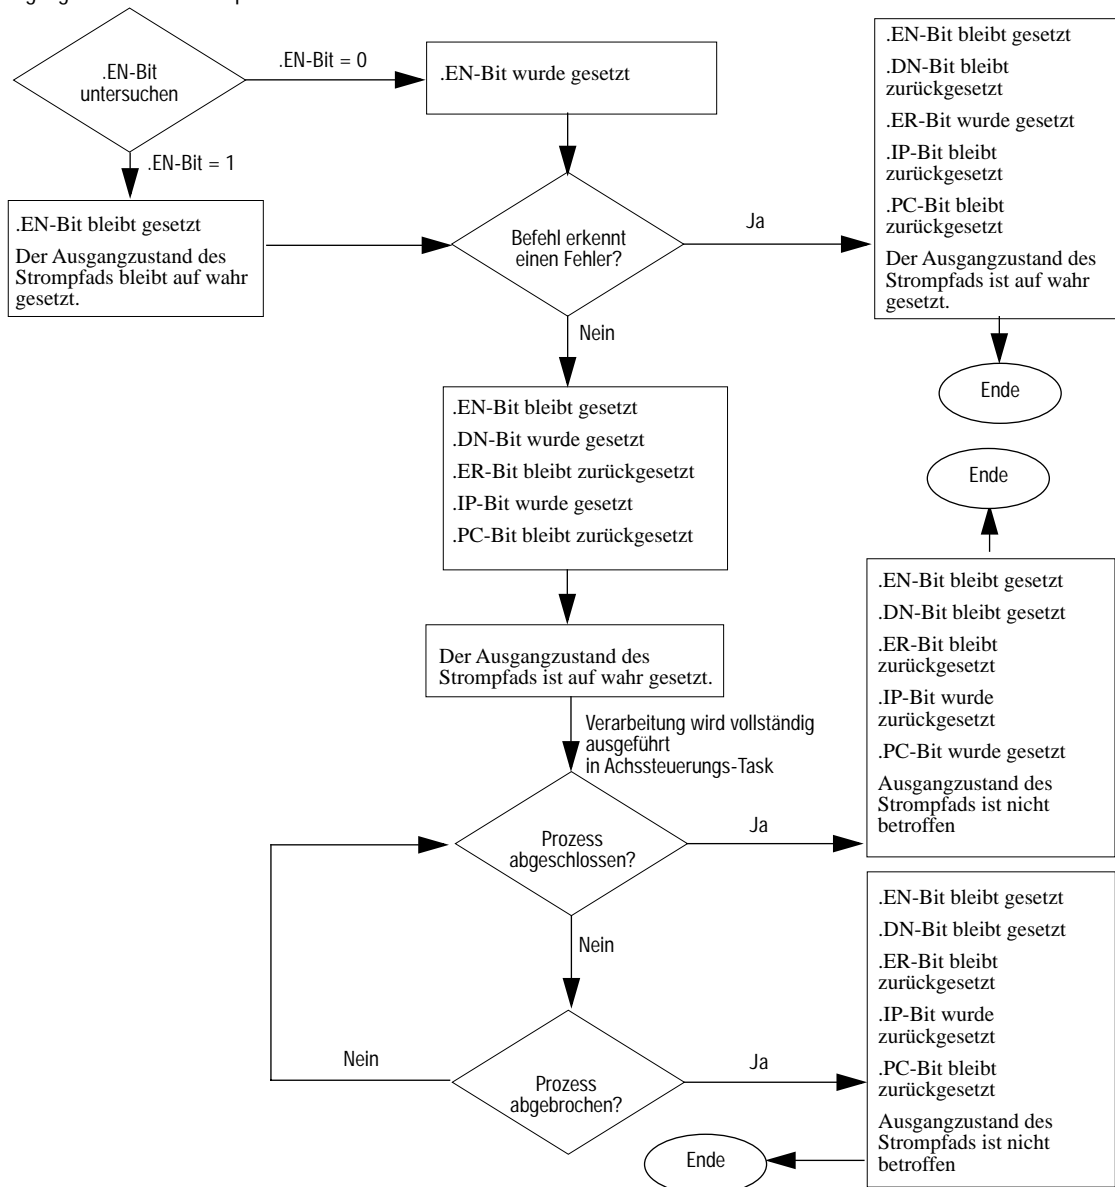 .EN-Bit
untersuchen
.EN-Bit = 0
.EN-Bit wurde gesetzt
.EN-Bit = 1
.EN-Bit bleibt gesetzt
Der Ausgangzustand des
Strompfads bleibt auf wahr
gesetzt.
Befehl erkennt
einen Fehler?
Ja
.EN-Bit bleibt gesetzt
.DN-Bit bleibt
zurückgesetzt
.ER-Bit wurde gesetzt
.IP-Bit bleibt
zurückgesetzt
.PC-Bit bleibt
zurückgesetzt
Der Ausgangzustand des
Strompfads ist auf wahr
gesetzt.
Ende
Nein
.EN-Bit bleibt gesetzt
.DN-Bit wurde gesetzt
.ER-Bit bleibt zurückgesetzt
.IP-Bit wurde gesetzt
.PC-Bit bleibt zurückgesetzt
Der Ausgangzustand des
Strompfads ist auf wahr gesetzt.
Verarbeitung wird vollständig
ausgeführt
in Achssteuerungs-Task
Prozess
abgeschlossen?
Ja
Ende
.EN-Bit bleibt gesetzt
.DN-Bit bleibt gesetzt
.ER-Bit bleibt
zurückgesetzt
.IP-Bit wurde
zurückgesetzt
.PC-Bit wurde gesetzt
Ausgangzustand des
Strompfads ist nicht
betroffen
Nein
Prozess
abgebrochen?
Nein
Ja
.EN-Bit bleibt gesetzt
.DN-Bit bleibt gesetzt
.ER-Bit bleibt
zurückgesetzt
.IP-Bit wurde
zurückgesetzt
.PC-Bit bleibt
zurückgesetzt
Ausgangzustand des
Strompfads ist nicht
betroffen
Ende